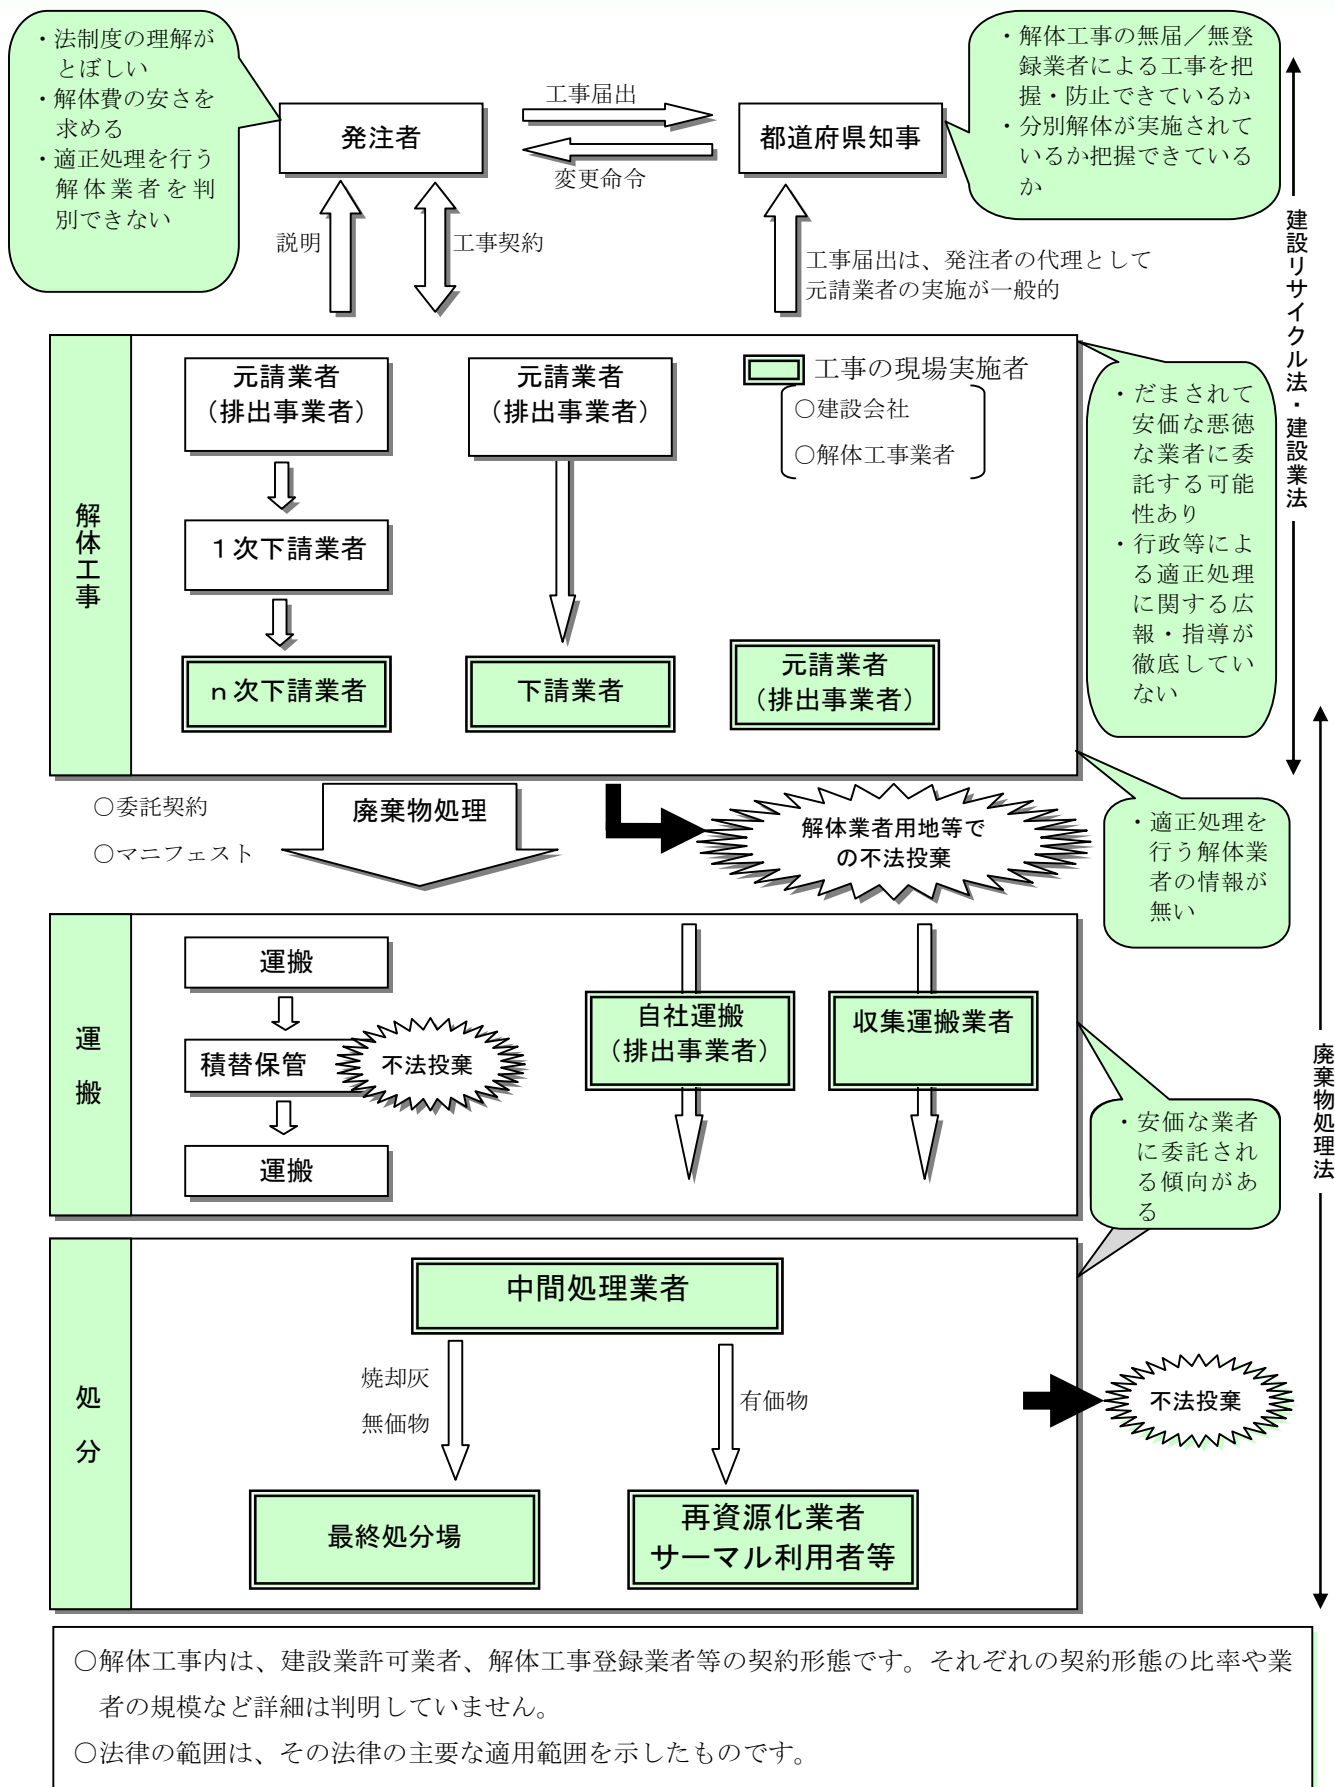 ・法制度の理解が
とぼしい
・解体費の安さを
求める
・適正処理を行う
解体業者を判
別できない
発注者
工事届出
変更命令
都道府県知事
・解体工事の無届／無登
録業者による工事を把
握・防止できているか
・分別解体が実施されて
いるか把握できている
か
説明
工事契約
工事届出は、発注者の代理として
元請業者の実施が一般的
建設リサイクル法・建設業法
解体工事
元請業者
（排出事業者）
元請業者
（排出事業者）
工事の現場実施者
○建設会社
○解体工事業者
１次下請業者
ｎ次下請業者
下請業者
元請業者
（排出事業者）
・だまされて
安価な悪徳
な業者に委
託する可能
性あり
・行政等によ
る適正処理
に関する広
報・指導が
徹底してい
ない
○委託契約
○マニフェスト
廃棄物処理
解体業者用地等で
の不法投棄
・適正処理を
行う解体業
者の情報が
無い
廃棄物処理法
運搬
運搬
積替保管
不法投棄
運搬
自社運搬
（排出事業者）
収集運搬業者
・安価な業者
に委託され
る傾向があ
る
処分
中間処理業者
焼却灰
無価物
有価物
不法投棄
最終処分場
再資源化業者
サーマル利用者等
○解体工事内は、建設業許可業者、解体工事登録業者等の契約形態です。それぞれの契約形態の比率や業
者の規模など詳細は判明していません。
○法律の範囲は、その法律の主要な適用範囲を示したものです。